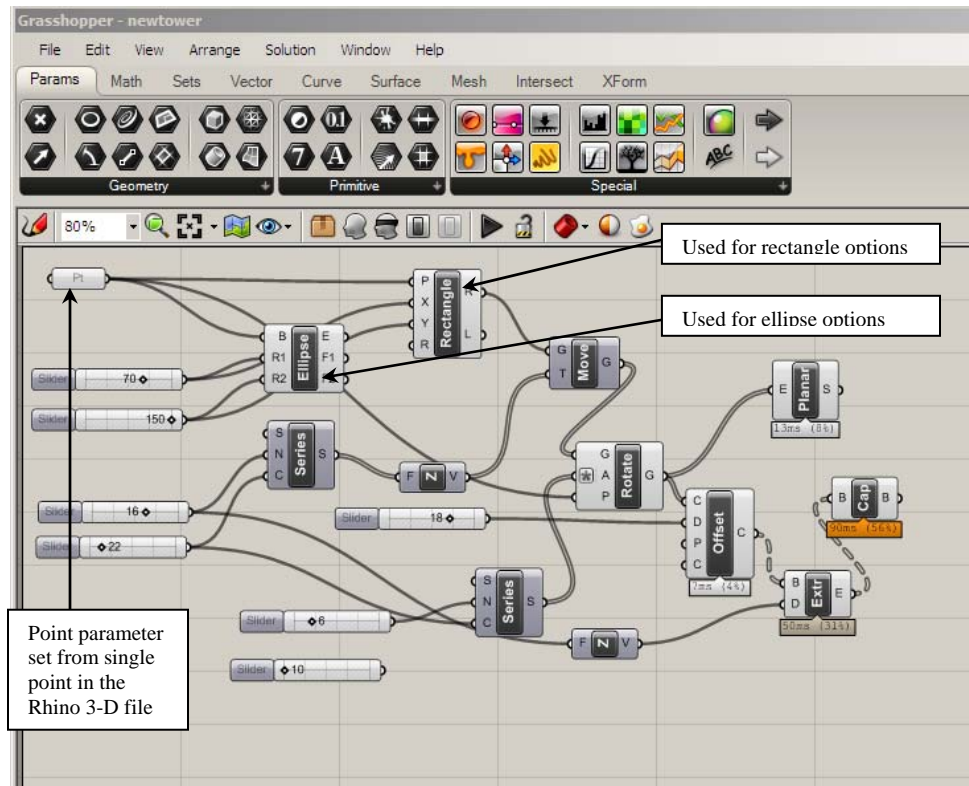 Grasshopper - newtower
File Edit View Arrange Solution Window Help
Params Math Sets Vector Curve Surface Mesh Intersect XForm
0.1
7 A ABC
Geometry Primitive Special
80%
Used for rectangle options
Used for ellipse options
Pt
P R
X
Y L
R
Rectangle
B E
R1 F1
R2
Ellipse
Slider 70
Slider 150
G G
T
Move
E S
Planar
13ms (8%)
S S
N
C
Series
F Z V
G G
A
P
Rotate
B B
Cap
90ms (56%)
Slider 16
Slider 18
Slider 22
C C
D
P
C
Offset
7ms (4%)
B E
D
Extr
50ms (31%)
S S
N
C
Series
Slider 6
F Z V
Slider 10
Point parameter
set from single
point in the
Rhino 3-D file